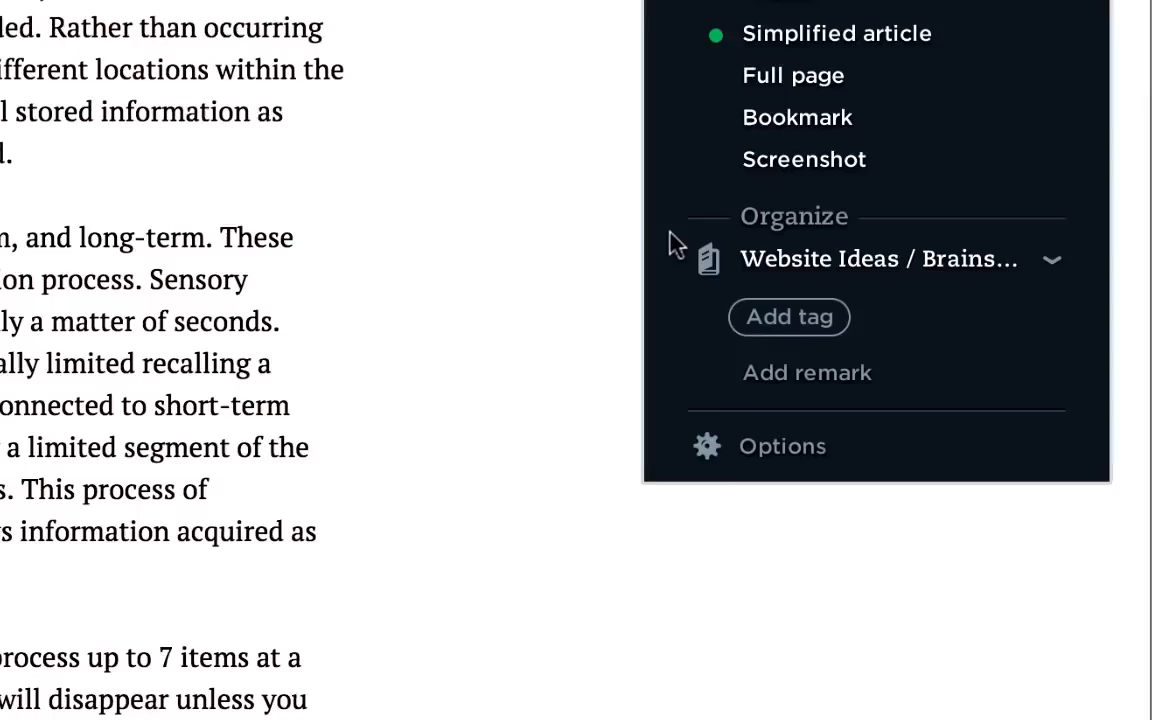 ded. Rather than occurring
ifferent locations within the
l stored information as
d.
m, and long-term. These
ion process. Sensory
ly a matter of seconds.
ally limited recalling a
onnected to short-term
a limited segment of the
s. This process of
s information acquired as
process up to 7 items at a
will disappear unless you
Simplified article
Full page
Bookmark
Screenshot
Organize
Website Ideas / Brains...
Add tag
Add remark
Options